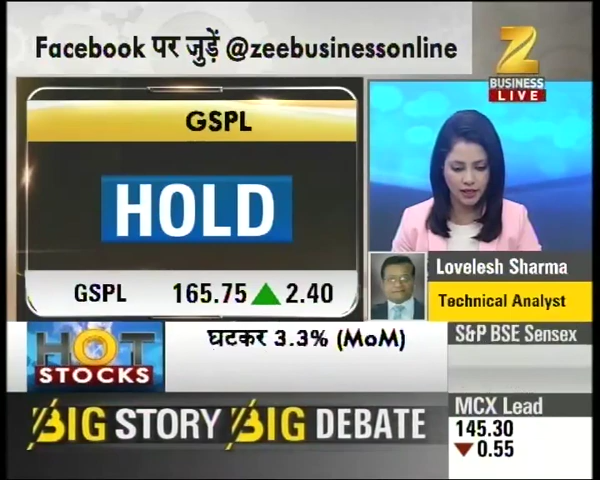 Facebook पर जुड़ें @zeebusinessonline
Z
BUSINESS
LIVE
GSPL
HOLD
GSPL 165.75 2.40
Lovelesh Sharma
Technical Analyst
HOT
STOCKS
घटकर 3.3% (MoM)
S&P BSE Sensex
BIG STORY BIG DEBATE
MCX Lead
145.30
0.55